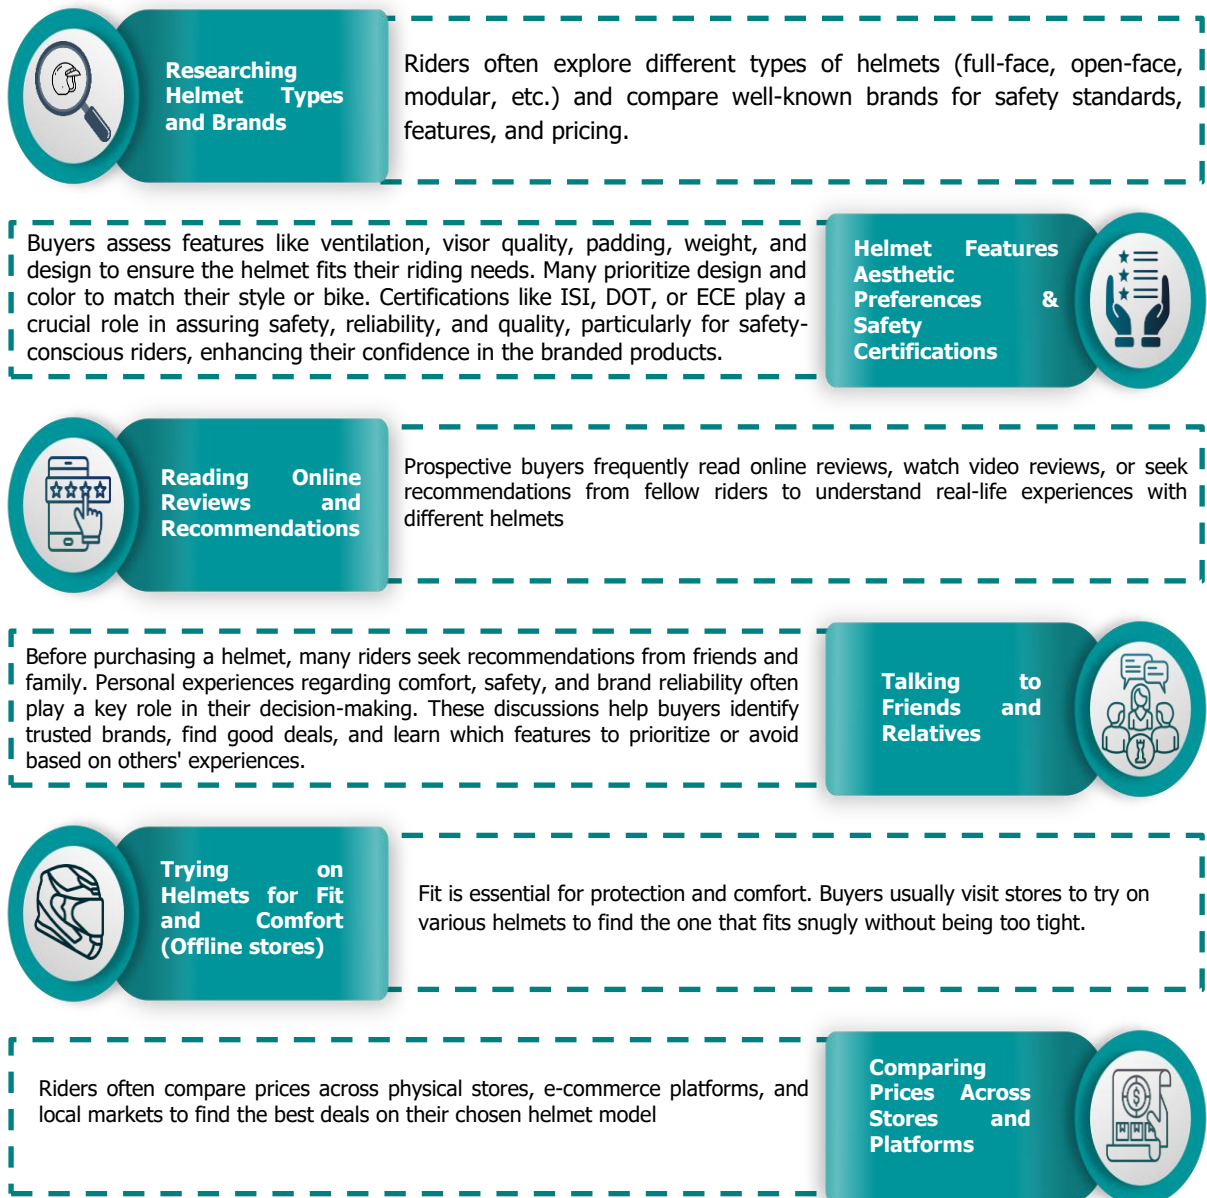 Researching
Helmet Types
and Brands
Riders often explore different types of helmets (full-face, open-face,
modular, etc.) and compare well-known brands for safety standards,
features, and pricing.
Buyers assess features like ventilation, visor quality, padding, weight, and
design to ensure the helmet fits their riding needs. Many prioritize design and
color to match their style or bike. Certifications like ISI, DOT, or ECE play a
crucial role in assuring safety, reliability, and quality, particularly for safety-
conscious riders, enhancing their confidence in the branded products.
Helmet Features
Aesthetic
Preferences &
Safety
Certifications
Reading Online
Reviews and
Recommendations
Prospective buyers frequently read online reviews, watch video reviews, or seek
recommendations from fellow riders to understand real-life experiences with
different helmets
Before purchasing a helmet, many riders seek recommendations from friends and
family. Personal experiences regarding comfort, safety, and brand reliability often
play a key role in their decision-making. These discussions help buyers identify
trusted brands, find good deals, and learn which features to prioritize or avoid
based on others' experiences.
Talking to
Friends and
Relatives
Trying on
Helmets for Fit
and Comfort
(Offline stores)
Fit is essential for protection and comfort. Buyers usually visit stores to try on
various helmets to find the one that fits snugly without being too tight.
Riders often compare prices across physical stores, e-commerce platforms, and
local markets to find the best deals on their chosen helmet model
Comparing
Prices Across
Stores and
Platforms